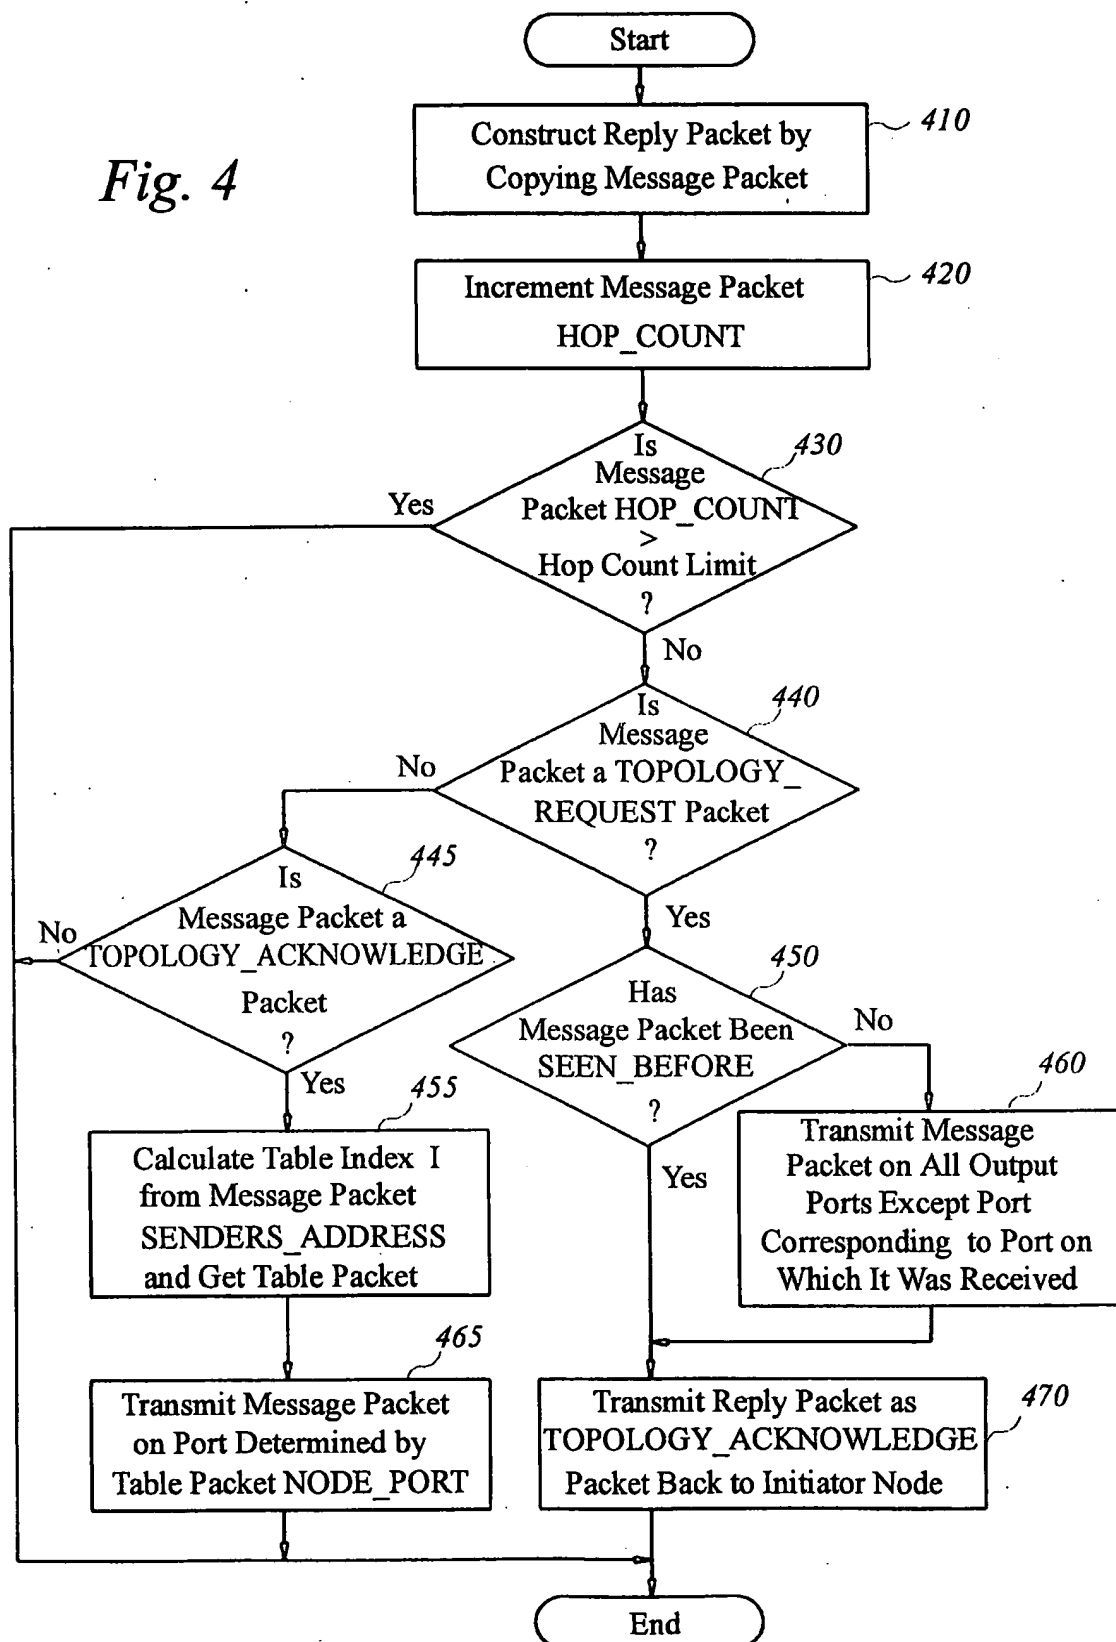 Start
Fig. 4
Construct Reply Packet by
Copying Message Packet
410
Increment Message Packet
HOP_COUNT
420
Is
Message
Packet HOP_COUNT
>
Hop Count Limit
?
430
Yes
No
Is
Message
Packet a TOPOLOGY_
REQUEST Packet
?
440
No
Yes
Is
Message Packet a
TOPOLOGY_ACKNOWLEDGE
Packet
?
445
No
Yes
Has
Message Packet Been
SEEN_BEFORE
?
450
No
Yes
Calculate Table Index I
from Message Packet
SENDERS_ADDRESS
and Get Table Packet
455
Transmit Message
Packet on All Output
Ports Except Port
Corresponding to Port on
Which It Was Received
460
Transmit Message Packet
on Port Determined by
Table Packet NODE_PORT
465
Transmit Reply Packet as
TOPOLOGY_ACKNOWLEDGE
Packet Back to Initiator Node
470
End